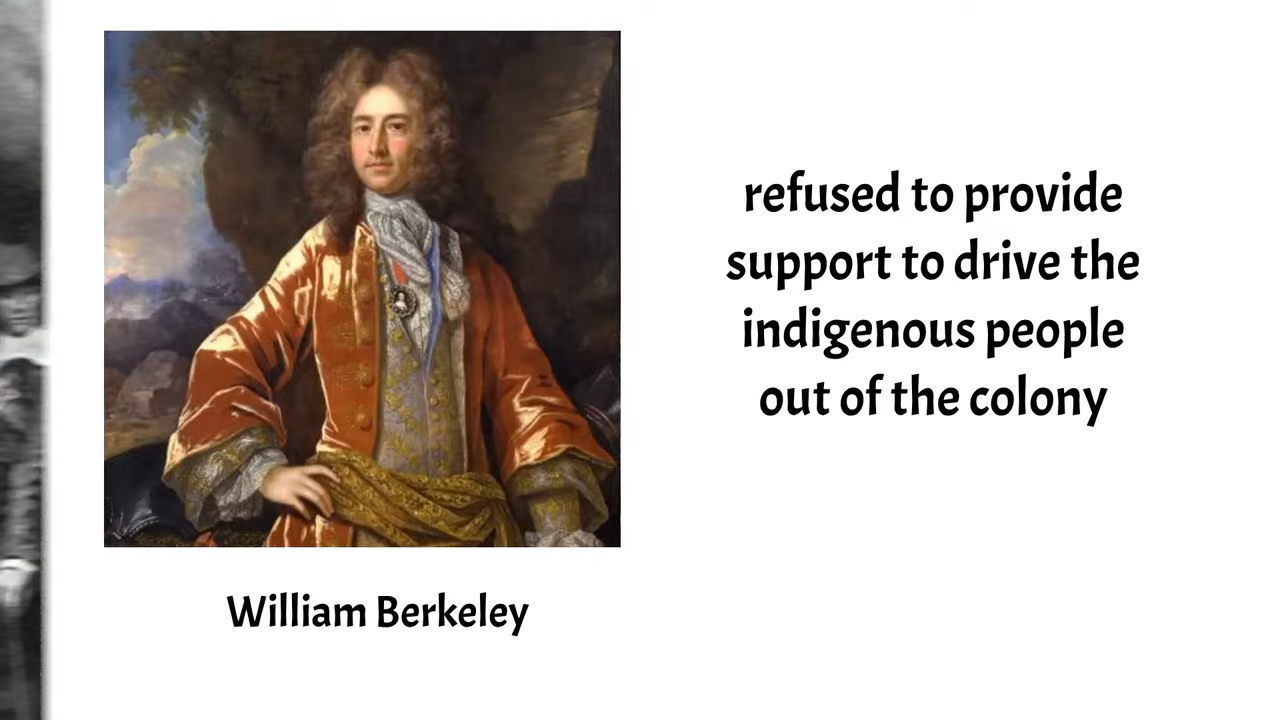 refused to provide
support to drive the
indigenous people
out of the colony
William Berkeley